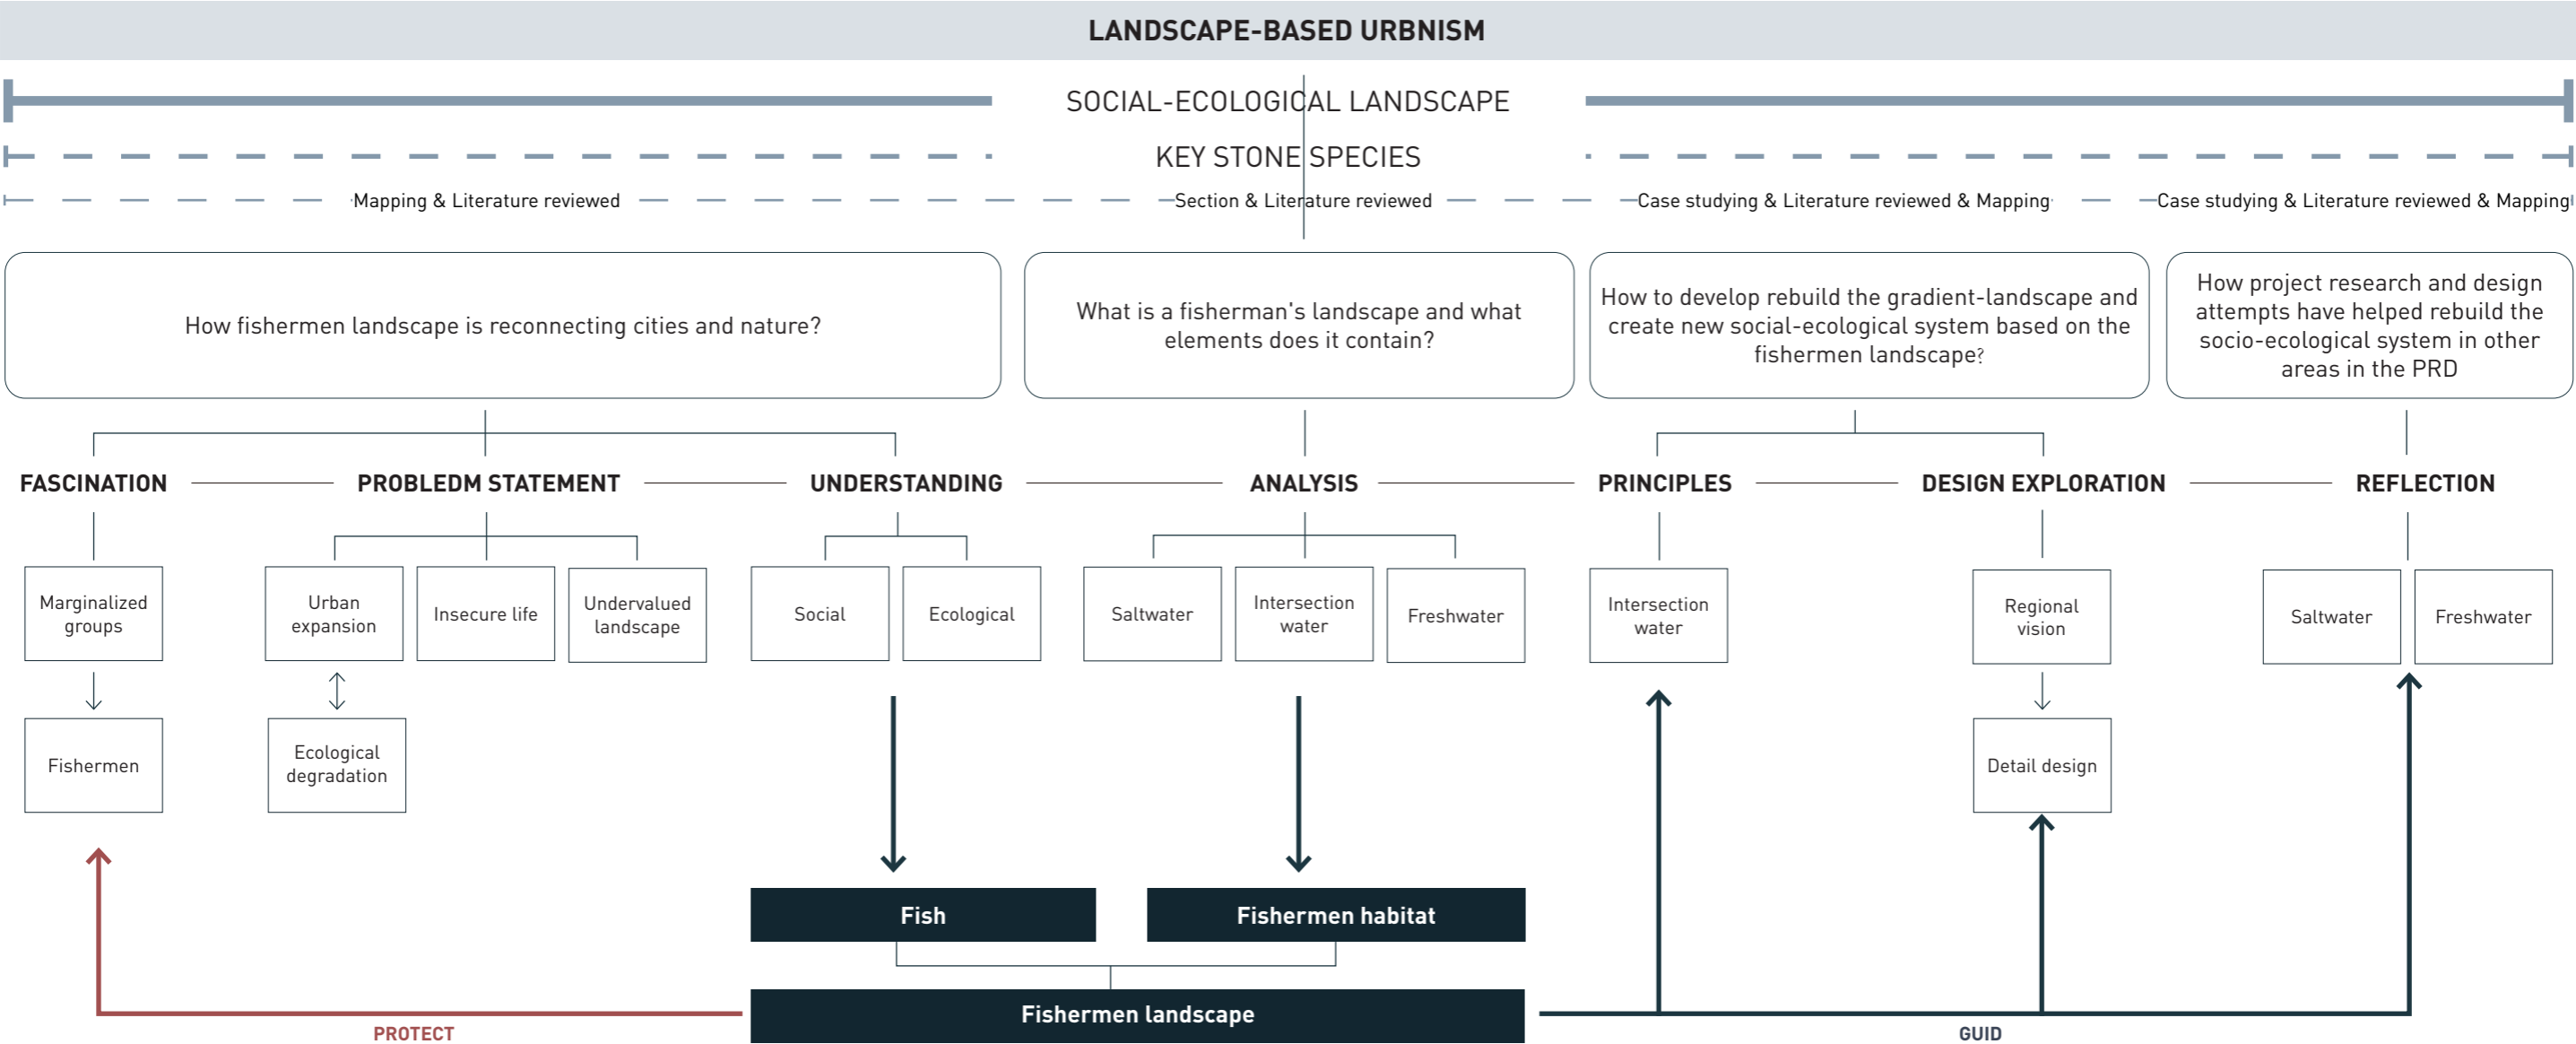 LANDSCAPE-BASED URBNISM
SOCIAL-ECOLOGICAL LANDSCAPE
KEY STONE SPECIES
Mapping & Literature reviewed
Section & Literature reviewed
Case studying & Literature reviewed & Mapping
Case studying & Literature reviewed & Mapping
How fishermen landscape is reconnecting cities and nature?
What is a fisherman's landscape and what
elements does it contain?
How to develop rebuild the gradient-landscape and
create new social-ecological system based on the
fishermen landscape?
How project research and design
attempts have helped rebuild the
socio-ecological system in other
areas in the PRD
FASCINATION
PROBLEDM STATEMENT
UNDERSTANDING
ANALYSIS
PRINCIPLES
DESIGN EXPLORATION
REFLECTION
Marginalized
groups
Urban
expansion
Insecure life
Undervalued
landscape
Social
Ecological
Saltwater
Intersection
water
Freshwater
Intersection
water
Regional
vision
Saltwater
Freshwater
Fishermen
Ecological
degradation
Detail design
Fish
Fishermen habitat
Fishermen landscape
PROTECT
GUID